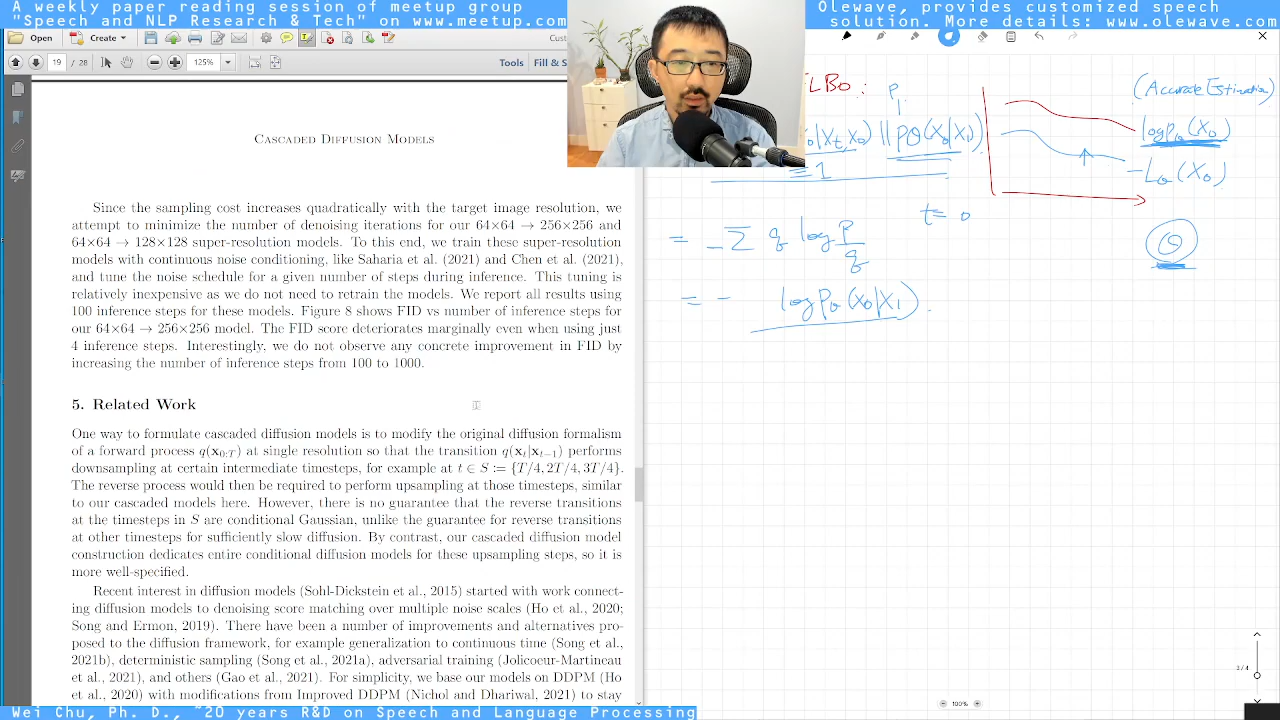 A weekly paper reading session of meetup group
"Speech and NLP Research & Tech" on www.meetup.com.
Olewave, provides customized speech
solution. More details on www.olewave.com
Open Create Custo
19 / 28 125% Tools Fill & S
CASCADED DIFFUSION MODELS
Since the sampling cost increases quadratically with the target image resolution, we
attempt to minimize the number of denoising iterations for our 64×64 → 256×256 and
64×64 → 128×128 super-resolution models. To this end, we train these super-resolution
models with continuous noise conditioning, like Saharia et al. (2021) and Chen et al. (2021),
and tune the noise schedule for a given number of steps during inference. This tuning is
relatively inexpensive as we do not need to retrain the models. We report all results using
100 inference steps for these models. Figure 8 shows FID vs number of inference steps for
our 64×64 → 256×256 model. The FID score deteriorates marginally even when using just
4 inference steps. Interestingly, we do not observe any concrete improvement in FID by
increasing the number of inference steps from 100 to 1000.
5. Related Work
One way to formulate cascaded diffusion models is to modify the original diffusion formalism
of a forward process q(x0:T) at single resolution so that the transition q(xt|xt−1) performs
downsampling at certain intermediate timesteps, for example at t ∈ S := {T/4, 2T/4, 3T/4}.
The reverse process would then be required to perform upsampling at those timesteps, similar
to our cascaded models here. However, there is no guarantee that the reverse transitions
at the timesteps in S are conditional Gaussian, unlike the guarantee for reverse transitions
at other timesteps for sufficiently slow diffusion. By contrast, our cascaded diffusion model
construction dedicates entire conditional diffusion models for these upsampling steps, so it is
more well-specified.
Recent interest in diffusion models (Sohl-Dickstein et al., 2015) started with work connect-
ing diffusion models to denoising score matching over multiple noise scales (Ho et al., 2020;
Song and Ermon, 2019). There have been a number of improvements and alternatives pro-
posed to the diffusion framework, for example generalization to continuous time (Song et al.,
2021b), deterministic sampling (Song et al., 2021a), adversarial training (Jolicoeur-Martineau
et al., 2021), and others (Gao et al., 2021). For simplicity, we base our models on DDPM (Ho
et al., 2020) with modifications from Improved DDPM (Nichol and Dhariwal, 2021) to stay
LBO :
P
|Xt, X0) || pθ(X0|X1)
≡ 1
t= 0
= - Σ q log p/q
= - log pθ(X0|X1)
(Accurate Estimation)
log pθ(X0)
-Lθ(X0)
θ
100%
Wei Chu, Ph. D., ~20 years R&D on Speech and Language Processing